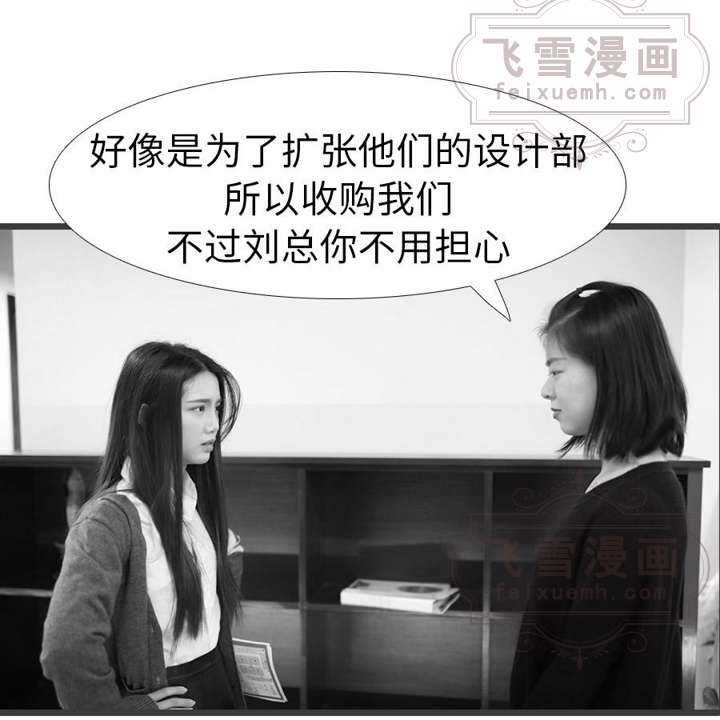 飞雪漫画
feixuemh.com
好像是为了扩张他们的设计部
所以收购我们
不过刘总你不用担心
飞雪漫画
feixuemh.com